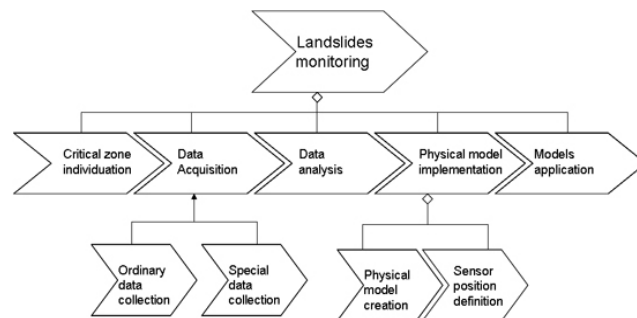 Landslides
monitoring
Critical zone
individuation
Data
Acquisition
Data
analysis
Physical model
implementation
Models
application
Ordinary
data
collection
Special
data
collection
Physical
model
creation
Sensor
position
definition